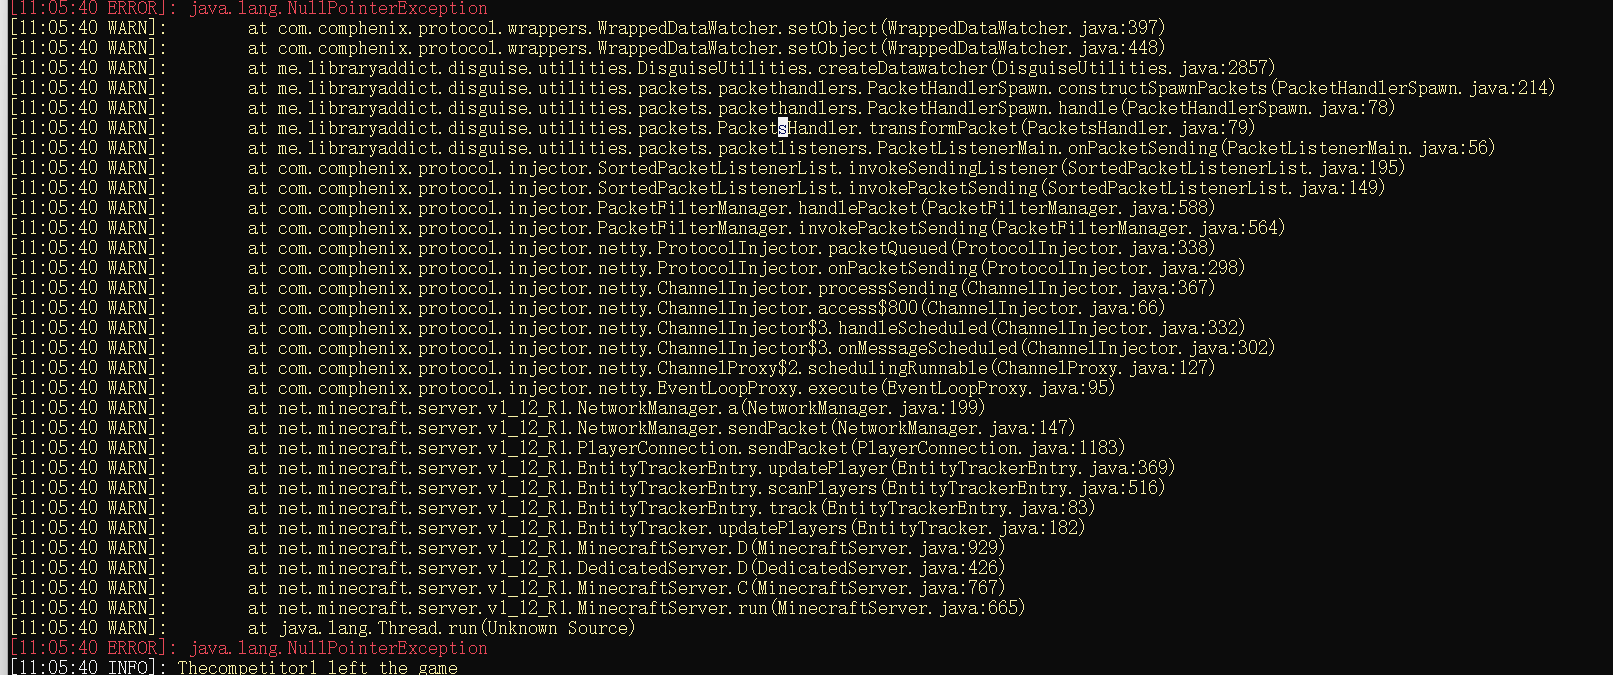 [11:05:40 ERROR]: java.lang.NullPointerException
[11:05:40 WARN]: at com.comphenix.protocol.wrappers.WrappedDataWatcher.setObject(WrappedDataWatcher.java:397)
[11:05:40 WARN]: at com.comphenix.protocol.wrappers.WrappedDataWatcher.setObject(WrappedDataWatcher.java:448)
[11:05:40 WARN]: at me.libraryaddict.disguise.utilities.DisguiseUtilities.createDatawatcher(DisguiseUtilities.java:2857)
[11:05:40 WARN]: at me.libraryaddict.disguise.utilities.packets.packethandlers.PacketHandlerSpawn.constructSpawnPackets(PacketHandlerSpawn.java:214)
[11:05:40 WARN]: at me.libraryaddict.disguise.utilities.packets.packethandlers.PacketHandlerSpawn.handle(PacketHandlerSpawn.java:78)
[11:05:40 WARN]: at me.libraryaddict.disguise.utilities.packets.PacketsHandler.transformPacket(PacketsHandler.java:79)
[11:05:40 WARN]: at me.libraryaddict.disguise.utilities.packets.packetlisteners.PacketListenerMain.onPacketSending(PacketListenerMain.java:56)
[11:05:40 WARN]: at com.comphenix.protocol.injector.SortedPacketListenerList.invokeSendingListener(SortedPacketListenerList.java:195)
[11:05:40 WARN]: at com.comphenix.protocol.injector.SortedPacketListenerList.invokePacketSending(SortedPacketListenerList.java:149)
[11:05:40 WARN]: at com.comphenix.protocol.injector.PacketFilterManager.handlePacket(PacketFilterManager.java:588)
[11:05:40 WARN]: at com.comphenix.protocol.injector.PacketFilterManager.invokePacketSending(PacketFilterManager.java:564)
[11:05:40 WARN]: at com.comphenix.protocol.injector.netty.ProtocolInjector.packetQueued(ProtocolInjector.java:338)
[11:05:40 WARN]: at com.comphenix.protocol.injector.netty.ProtocolInjector.onPacketSending(ProtocolInjector.java:298)
[11:05:40 WARN]: at com.comphenix.protocol.injector.netty.ChannelInjector.processSending(ChannelInjector.java:367)
[11:05:40 WARN]: at com.comphenix.protocol.injector.netty.ChannelInjector.access$800(ChannelInjector.java:66)
[11:05:40 WARN]: at com.comphenix.protocol.injector.netty.ChannelInjector$3.handleScheduled(ChannelInjector.java:332)
[11:05:40 WARN]: at com.comphenix.protocol.injector.netty.ChannelInjector$3.onMessageScheduled(ChannelInjector.java:302)
[11:05:40 WARN]: at com.comphenix.protocol.injector.netty.ChannelProxy$2.schedulingRunnable(ChannelProxy.java:127)
[11:05:40 WARN]: at com.comphenix.protocol.injector.netty.EventLoopProxy.execute(EventLoopProxy.java:95)
[11:05:40 WARN]: at net.minecraft.server.v1_12_R1.NetworkManager.a(NetworkManager.java:199)
[11:05:40 WARN]: at net.minecraft.server.v1_12_R1.NetworkManager.sendPacket(NetworkManager.java:147)
[11:05:40 WARN]: at net.minecraft.server.v1_12_R1.PlayerConnection.sendPacket(PlayerConnection.java:1183)
[11:05:40 WARN]: at net.minecraft.server.v1_12_R1.EntityTrackerEntry.updatePlayer(EntityTrackerEntry.java:369)
[11:05:40 WARN]: at net.minecraft.server.v1_12_R1.EntityTrackerEntry.scanPlayers(EntityTrackerEntry.java:516)
[11:05:40 WARN]: at net.minecraft.server.v1_12_R1.EntityTrackerEntry.track(EntityTrackerEntry.java:83)
[11:05:40 WARN]: at net.minecraft.server.v1_12_R1.EntityTracker.updatePlayers(EntityTracker.java:182)
[11:05:40 WARN]: at net.minecraft.server.v1_12_R1.MinecraftServer.D(MinecraftServer.java:929)
[11:05:40 WARN]: at net.minecraft.server.v1_12_R1.DedicatedServer.D(DedicatedServer.java:426)
[11:05:40 WARN]: at net.minecraft.server.v1_12_R1.MinecraftServer.C(MinecraftServer.java:767)
[11:05:40 WARN]: at net.minecraft.server.v1_12_R1.MinecraftServer.run(MinecraftServer.java:665)
[11:05:40 WARN]: at java.lang.Thread.run(Unknown Source)
[11:05:40 ERROR]: java.lang.NullPointerException
[11:05:40 INFO]: Thecompetitor1 left the game